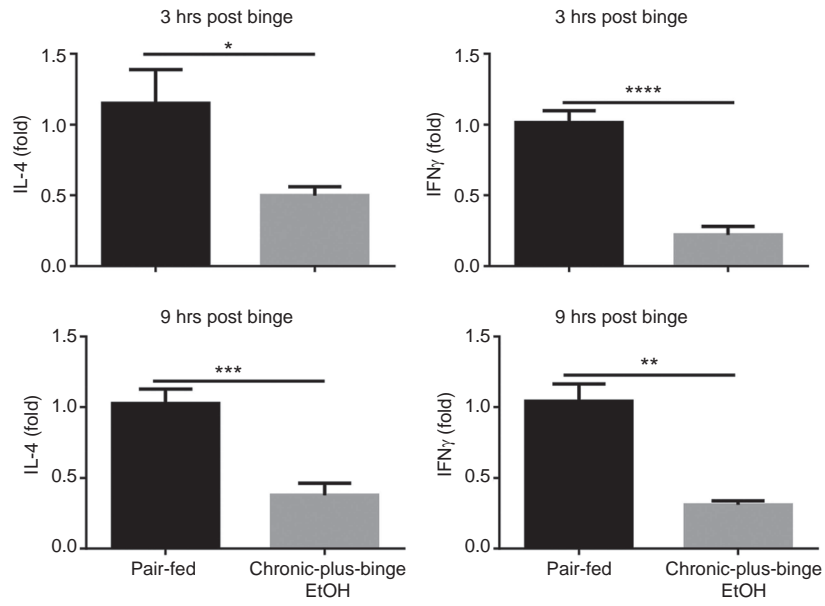 3 hrs post binge
IL-4 (fold)
1.5
1.0
0.5
0.0
*
3 hrs post binge
IFNγ (fold)
1.5
1.0
0.5
0.0
****
9 hrs post binge
IL-4 (fold)
1.5
1.0
0.5
0.0
***
Pair-fed
Chronic-plus-binge
EtOH
9 hrs post binge
IFNγ (fold)
1.5
1.0
0.5
0.0
**
Pair-fed
Chronic-plus-binge
EtOH